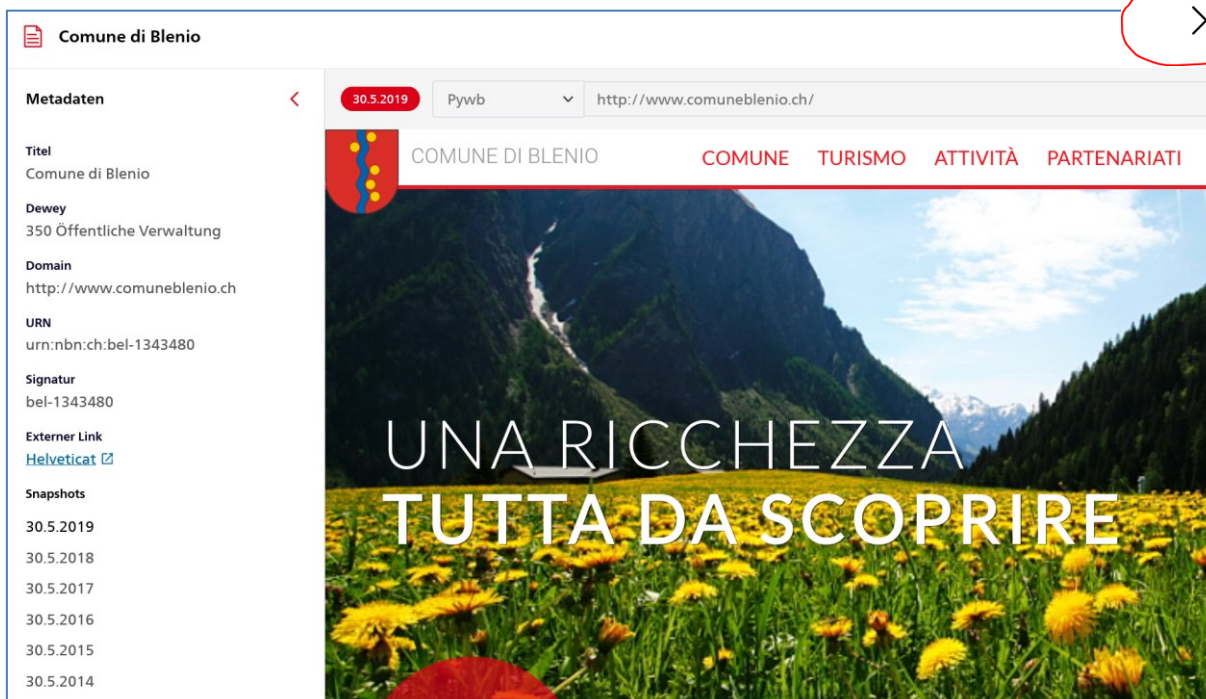 Comune di Blenio
Metadaten
30.5.2019 Pywb http://www.comuneblenio.ch/
Titel
Comune di Blenio
Dewey
350 Öffentliche Verwaltung
Domain
http://www.comuneblenio.ch
URN
urn:nbn:ch:bel-1343480
Signatur
bel-1343480
Externer Link
Helveticat
Snapshots
30.5.2019
30.5.2018
30.5.2017
30.5.2016
30.5.2015
30.5.2014
COMUNE DI BLENIO COMUNE TURISMO ATTIVITÀ PARTENARIATI
UNA RICCHEZZA
TUTTA DA SCOPRIRE